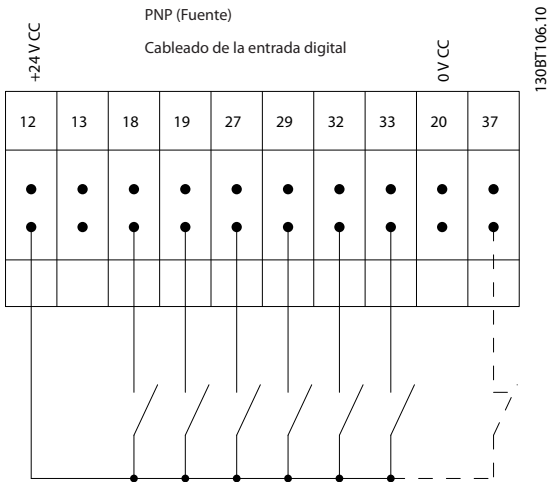 PNP (Fuente)
Cableado de la entrada digital
+24 V CC
0 V CC
130BT106.10
12 13 18 19 27 29 32 33 20 37